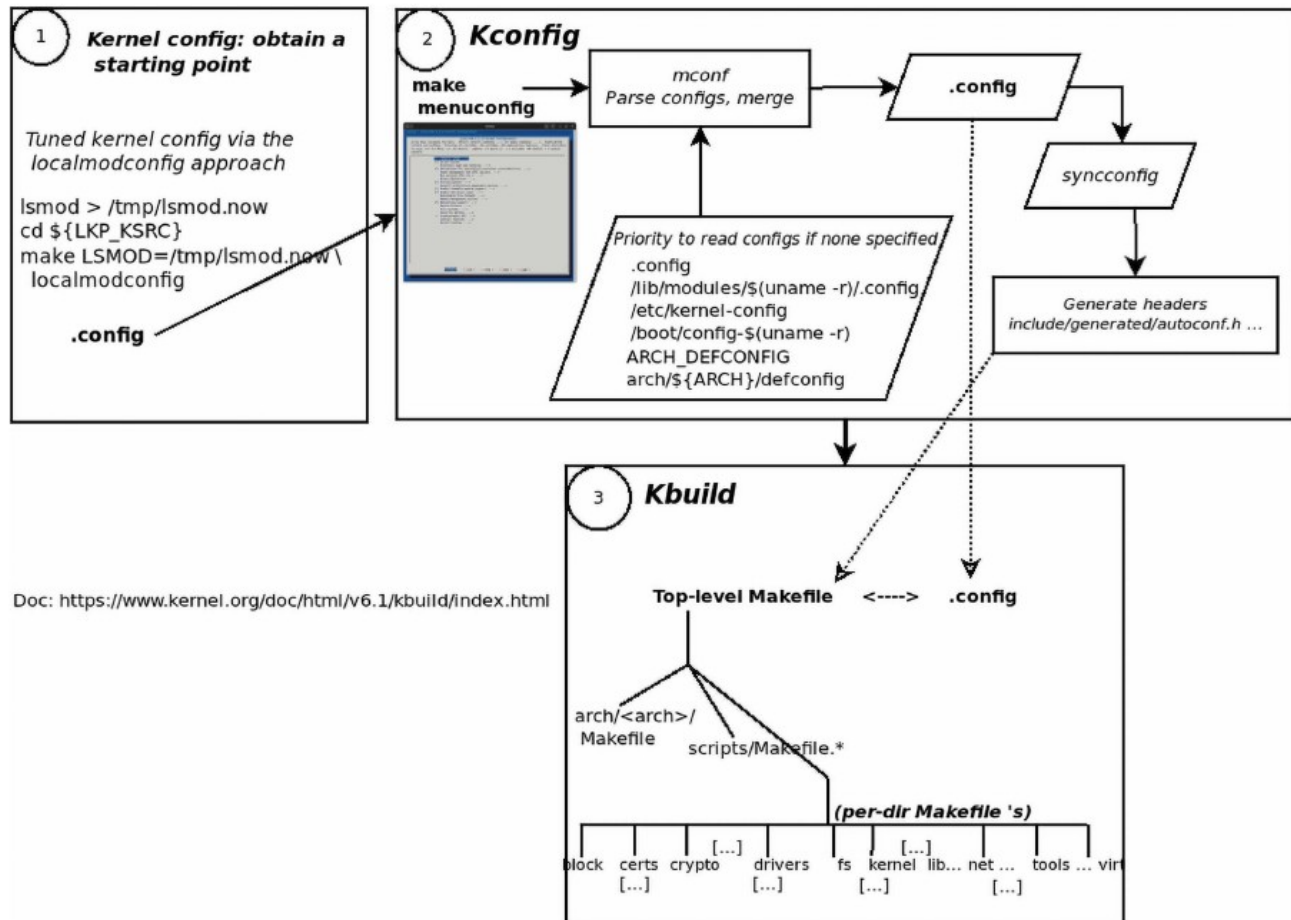 1
Kernel config: obtain a
starting point
Tuned kernel config via the
localmodconfig approach
lsmod > /tmp/lsmod.now
cd ${LKP_KSRC}
make LSMOD=/tmp/lsmod.now \
localmodconfig
.config
2
Kconfig
make
menuconfig
mconf
Parse configs, merge
.config
syncconfig
Generate headers
include/generated/autoconf.h ...
Priority to read configs if none specified
.config
/lib/modules/$(uname -r)/.config
/etc/kernel-config
/boot/config-$(uname -r)
ARCH_DEFCONFIG
arch/${ARCH}/defconfig
3
Kbuild
Doc: https://www.kernel.org/doc/html/v6.1/kbuild/index.html
Top-level Makefile <----> .config
arch/<arch>/
Makefile
scripts/Makefile.*
(per-dir Makefile 's)
[...] [...]
block certs crypto drivers fs kernel lib... net ... tools ... virt
[...] [...] [...] [...]